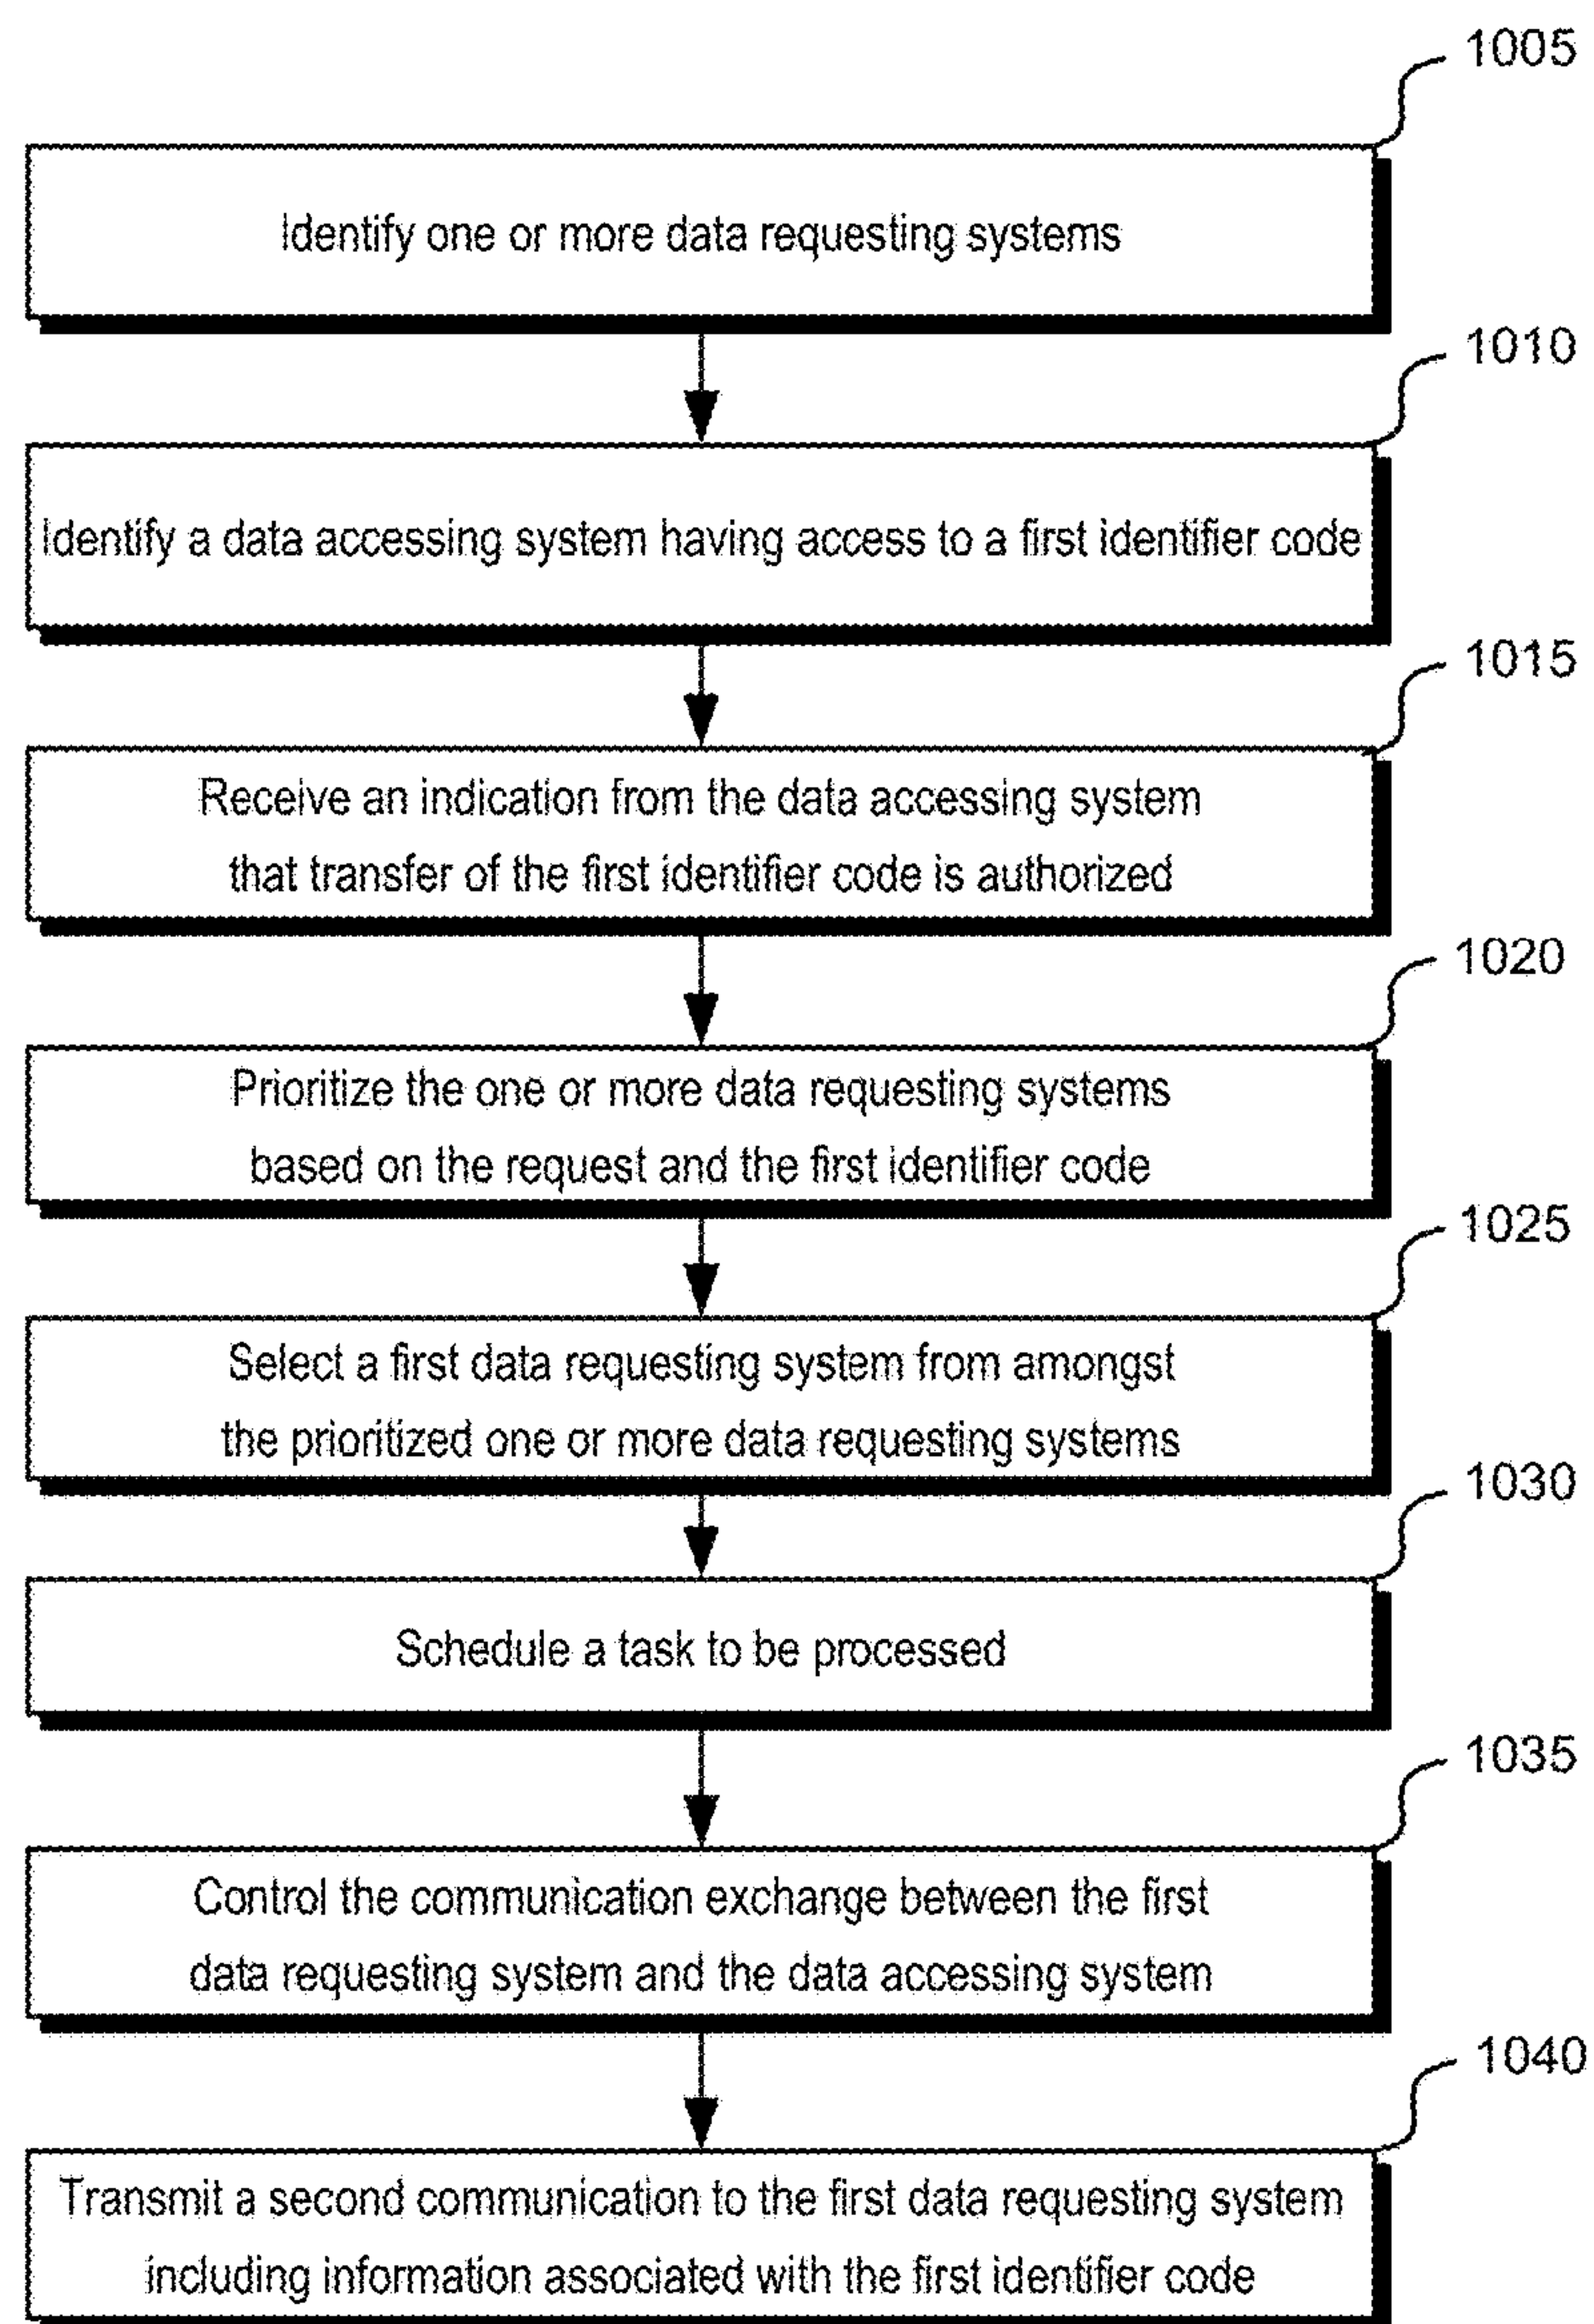 1005
Identify one or more data requesting systems
1010
Identify a data accessing system having access to a first identifier code
1015
Receive an indication from the data accessing system
that transfer of the first identifier code is authorized
1020
Prioritize the one or more data requesting systems
based on the request and the first identifier code
1025
Select a first data requesting system from amongst
the prioritized one or more data requesting systems
1030
Schedule a task to be processed
1035
Control the communication exchange between the first
data requesting system and the data accessing system
1040
Transmit a second communication to the first data requesting system
including information associated with the first identifier code